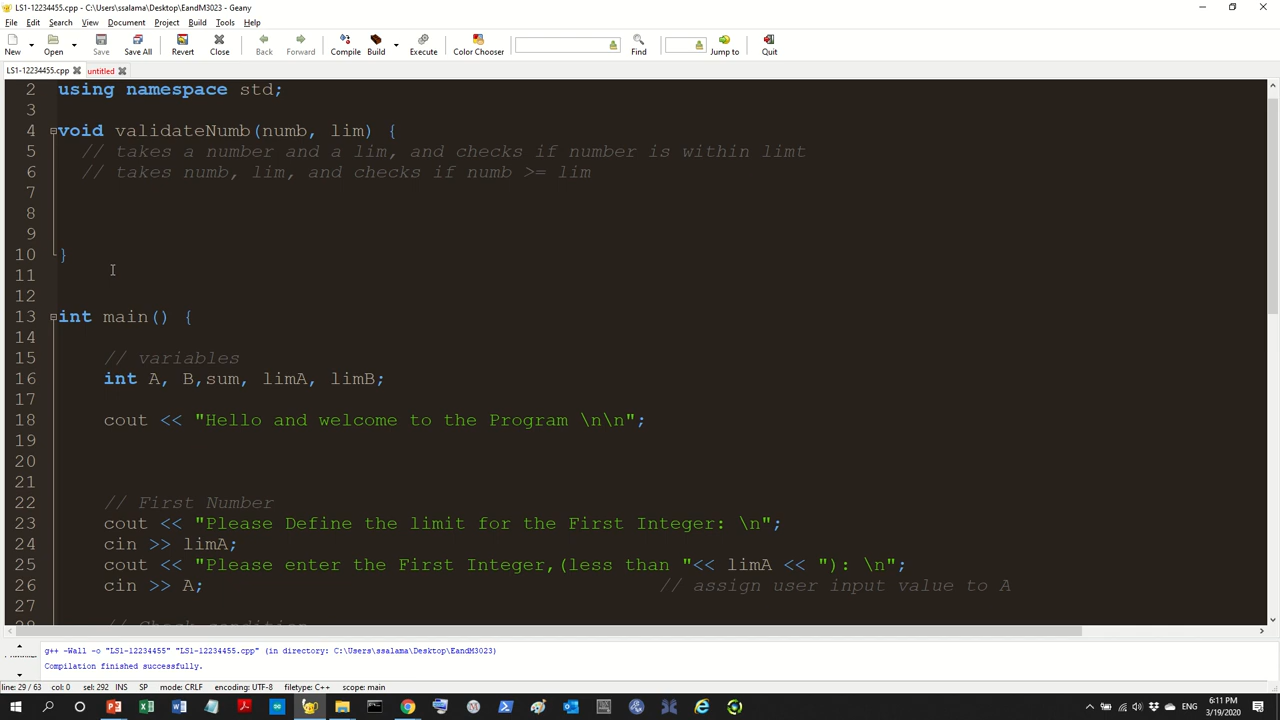 LS1-12234455.cpp - C:\Users\ssalama\Desktop\EandM3023 - Geany
File Edit Search View Document Project Build Tools Help
New Open Save Save All Revert Close Back Forward Compile Build Execute Color Chooser Find Jump to Quit
LS1-12234455.cpp untitled
2 using namespace std;
3
4 void validateNumb(numb, lim) {
5 // takes a number and a lim, and checks if number is within limt
6 // takes numb, lim, and checks if numb >= lim
7
8
9
10 }
11
12
13 int main() {
14
15 // variables
16 int A, B,sum, limA, limB;
17
18 cout << "Hello and welcome to the Program \n\n";
19
20
21
22 // First Number
23 cout << "Please Define the limit for the First Integer: \n";
24 cin >> limA;
25 cout << "Please enter the First Integer,(less than "<< limA << "): \n";
26 cin >> A; // assign user input value to A
27
28 // Check condition
g++ -Wall -o "LS1-12234455" "LS1-12234455.cpp" (in directory: C:\Users\ssalama\Desktop\EandM3023)
Compilation finished successfully.
line: 29 / 63 col: 0 sel: 292 INS SP mode: CRLF encoding: UTF-8 filetype: C++ scope: main
ENG 6:11 PM
3/19/2020